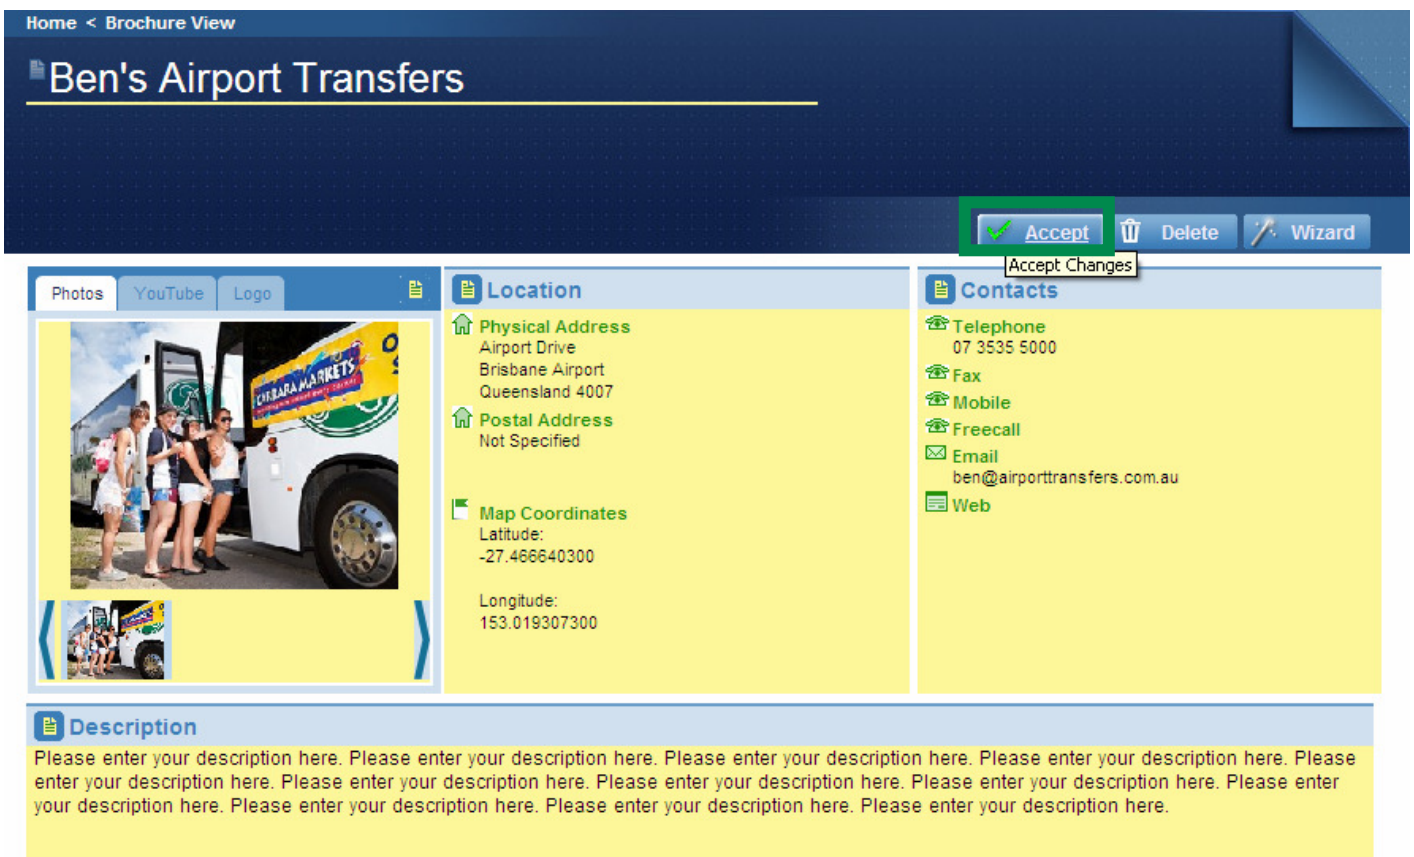 Home < Brochure View
Ben's Airport Transfers
Accept
Delete
Wizard
Accept Changes
Photos
YouTube
Logo
CARRARA MARKETS
Location
Physical Address
Airport Drive
Brisbane Airport
Queensland 4007
Postal Address
Not Specified
Map Coordinates
Latitude:
-27.466640300
Longitude:
153.019307300
Contacts
Telephone
07 3535 5000
Fax
Mobile
Freecall
Email
ben@airporttransfers.com.au
Web
Description
Please enter your description here. Please enter your description here. Please enter your description here. Please enter your description here. Please
enter your description here. Please enter your description here. Please enter your description here. Please enter your description here. Please enter
your description here. Please enter your description here. Please enter your description here. Please enter your description here.